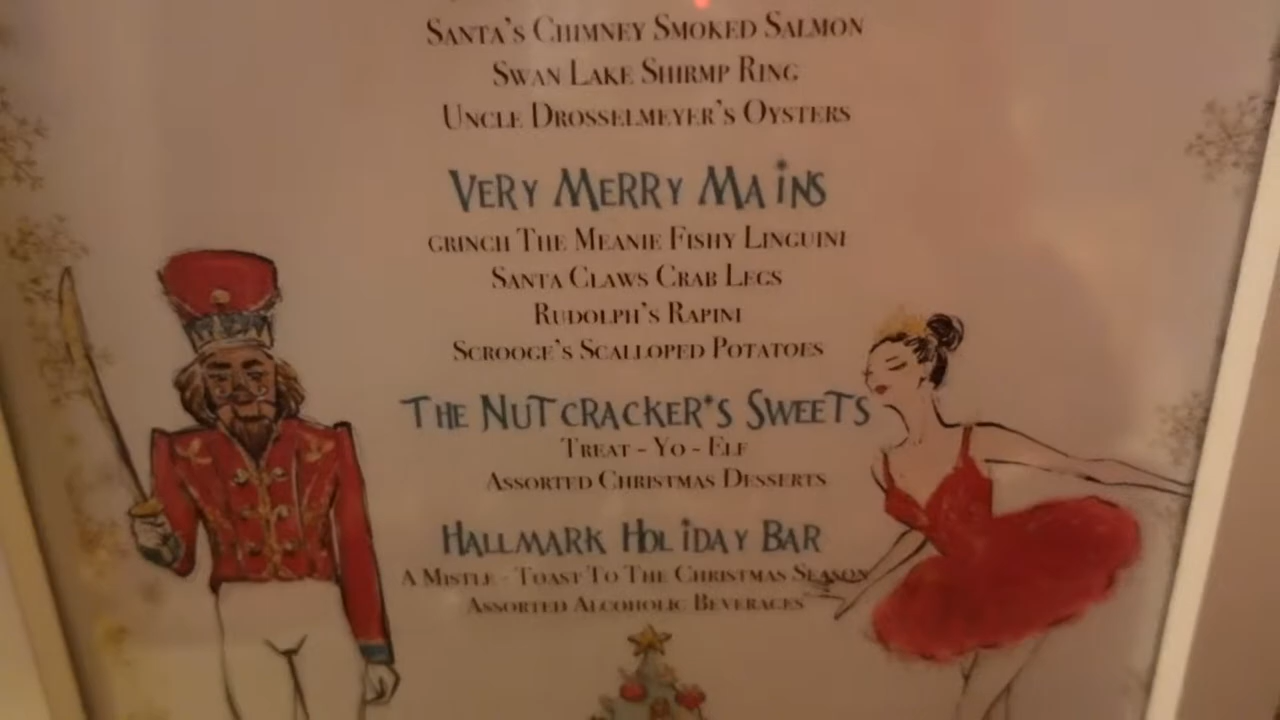 SANTA'S CHIMNEY SMOKED SALMON
SWAN LAKE SHIRMP RING
UNCLE DROSSELMEYER'S OYSTERS
VERY MERRY MAINS
GRINCH THE MEANIE FISHY LINGUINI
SANTA CLAWS CRAB LEGS
RUDOLPH'S RAPINI
SCROOGE'S SCALLOPED POTATOES
THE NUTCRACKER'S SWEETS
TREAT - YO - ELF
ASSORTED CHRISTMAS DESSERTS
HALLMARK HOLIDAY BAR
A MISTLE - TOAST TO THE CHRISTMAS SEASON
ASSORTED ALCOHOLIC BEVERAGES